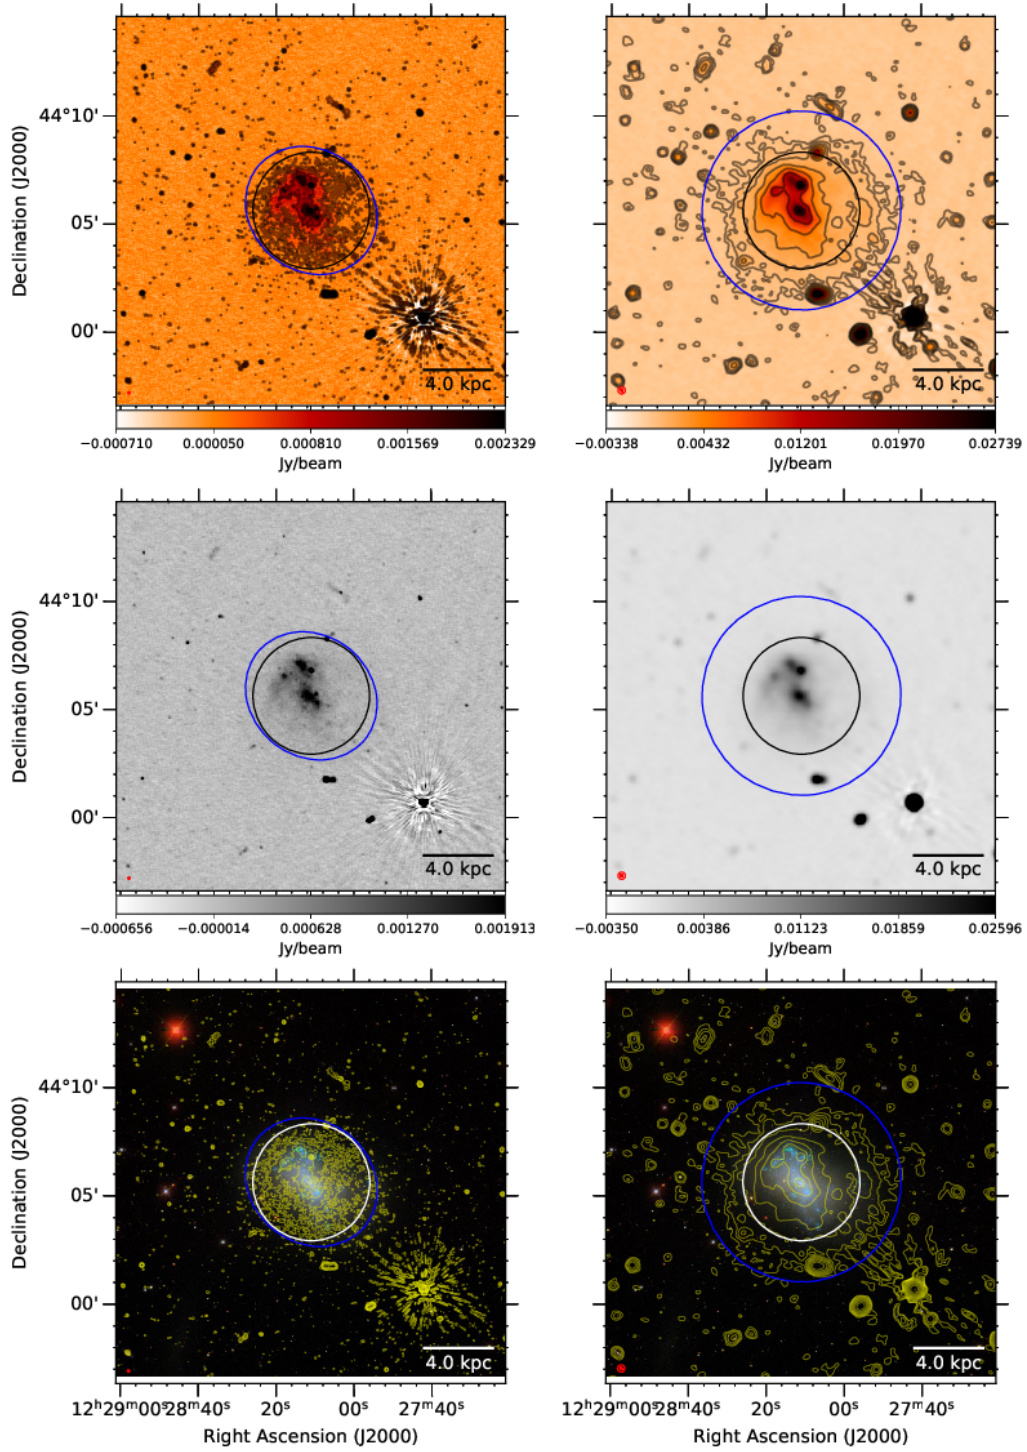 Declination (J2000)
44°10'
05'
00'
4.0 kpc
4.0 kpc
−0.000710 0.000050 0.000810 0.001569 0.002329
Jy/beam
−0.00338 0.00432 0.01201 0.01970 0.02739
Jy/beam
Declination (J2000)
44°10'
05'
00'
4.0 kpc
4.0 kpc
−0.000656 −0.000014 0.000628 0.001270 0.001913
Jy/beam
−0.00350 0.00386 0.01123 0.01859 0.02596
Jy/beam
Declination (J2000)
44°10'
05'
00'
4.0 kpc
4.0 kpc
12ʰ29ᵐ00ˢ28ᵐ40ˢ 20ˢ 00ˢ 27ᵐ40ˢ
Right Ascension (J2000)
12ʰ29ᵐ00ˢ28ᵐ40ˢ 20ˢ 00ˢ 27ᵐ40ˢ
Right Ascension (J2000)